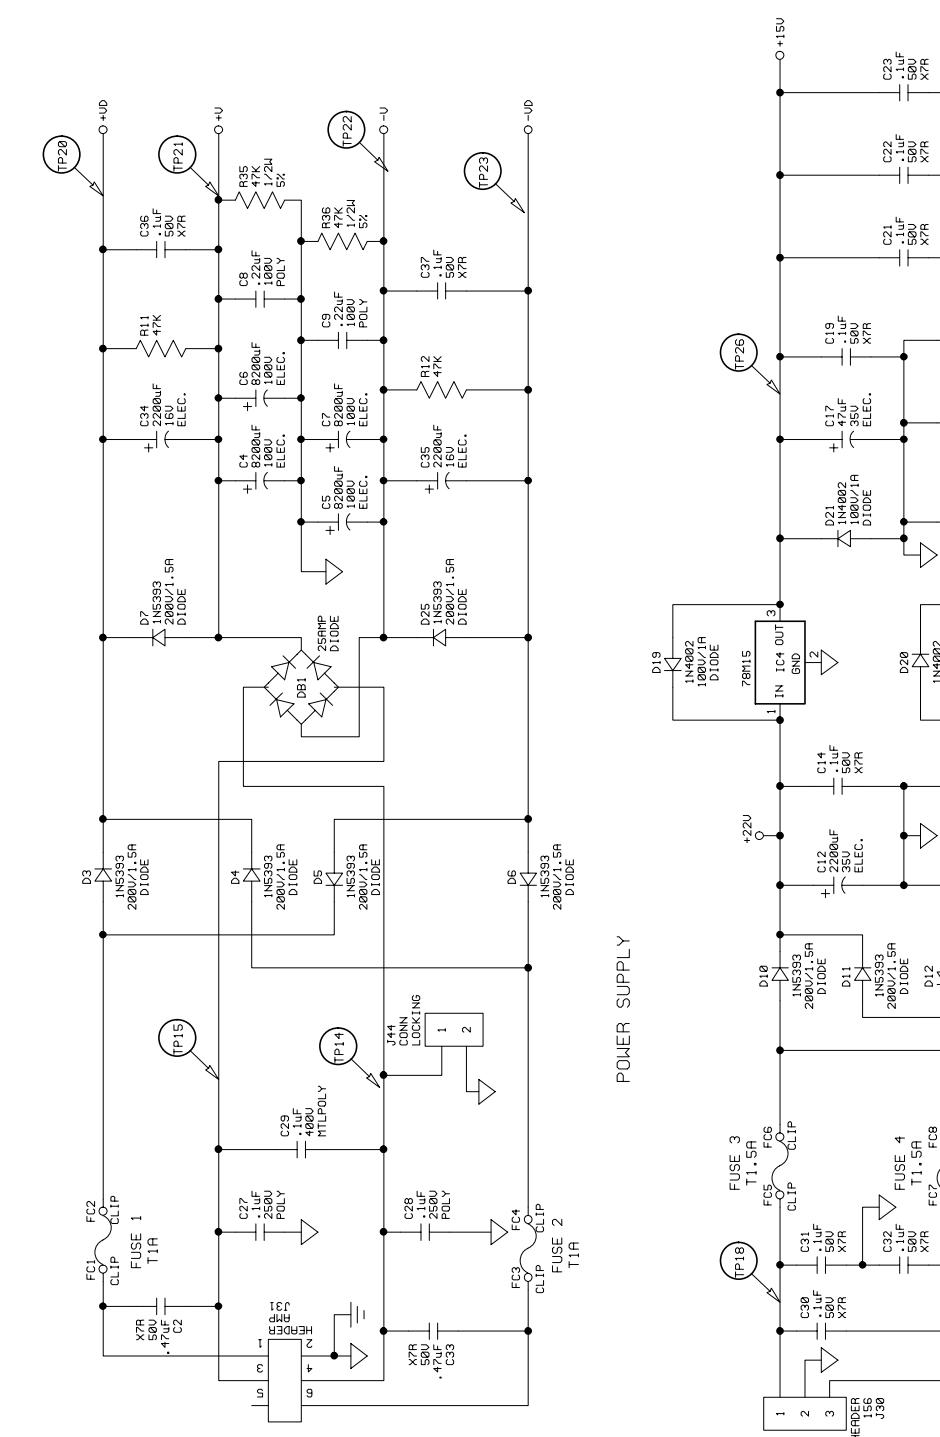 +VD
TP20
+V
TP21
-V
TP22
-VD
TP23
C36
.1uF
50V
X7R
R35
47K
1/2W
5%
R36
47K
1/2W
5%
C8
.22uF
100V
POLY
C37
.1uF
50V
X7R
R11
47K
C9
.22uF
100V
POLY
R12
47K
C34
2200uF
16V
ELEC.
+
C6
8200uF
100V
ELEC.
+
C4
8200uF
100V
ELEC.
+
C7
8200uF
100V
ELEC.
+
C5
8200uF
100V
ELEC.
+
C35
2200uF
16V
ELEC.
+
D7
1N5393
200V/1.5A
DIODE
25AMP
DIODE
DB1
D25
1N5393
200V/1.5A
DIODE
D3
1N5393
200V/1.5A
DIODE
D4
1N5393
200V/1.5A
DIODE
D5
1N5393
200V/1.5A
DIODE
D6
1N5393
200V/1.5A
DIODE
TP15
TP14
J44
CONN
LOCKING
1
2
C29
.1uF
400V
MTLPOLY
C27
.1uF
250V
POLY
C28
.1uF
250V
POLY
FC1
CLIP
FC2
CLIP
FUSE 1
T1A
FC3
CLIP
FC4
CLIP
FUSE 2
T1A
X7R
50V
.47uF
C2
X7R
50V
.47uF
C33
HEADER
AMP
J31
1
2
3
4
5
6
POWER SUPPLY
+15V
C23
.1uF
50V
X7R
C22
.1uF
50V
X7R
C21
.1uF
50V
X7R
TP26
C19
.1uF
50V
X7R
C17
47uF
35V
ELEC.
+
D21
1N4002
100V/1A
DIODE
D19
1N4002
100V/1A
DIODE
78M15
IN IC4 OUT
GND
1
2
3
D20
1N4002
C14
.1uF
50V
X7R
+22V
C12
2200uF
35V
ELEC.
+
D10
1N5393
200V/1.5A
DIODE
D11
1N5393
200V/1.5A
DIODE
D12
FUSE 3
T1.5A
FC5
CLIP
FC6
CLIP
FUSE 4
T1.5A
FC7
FC8
TP18
C31
.1uF
50V
X7R
C32
.1uF
50V
X7R
C30
.1uF
50V
X7R
1
2
3
HEADER
156
J30